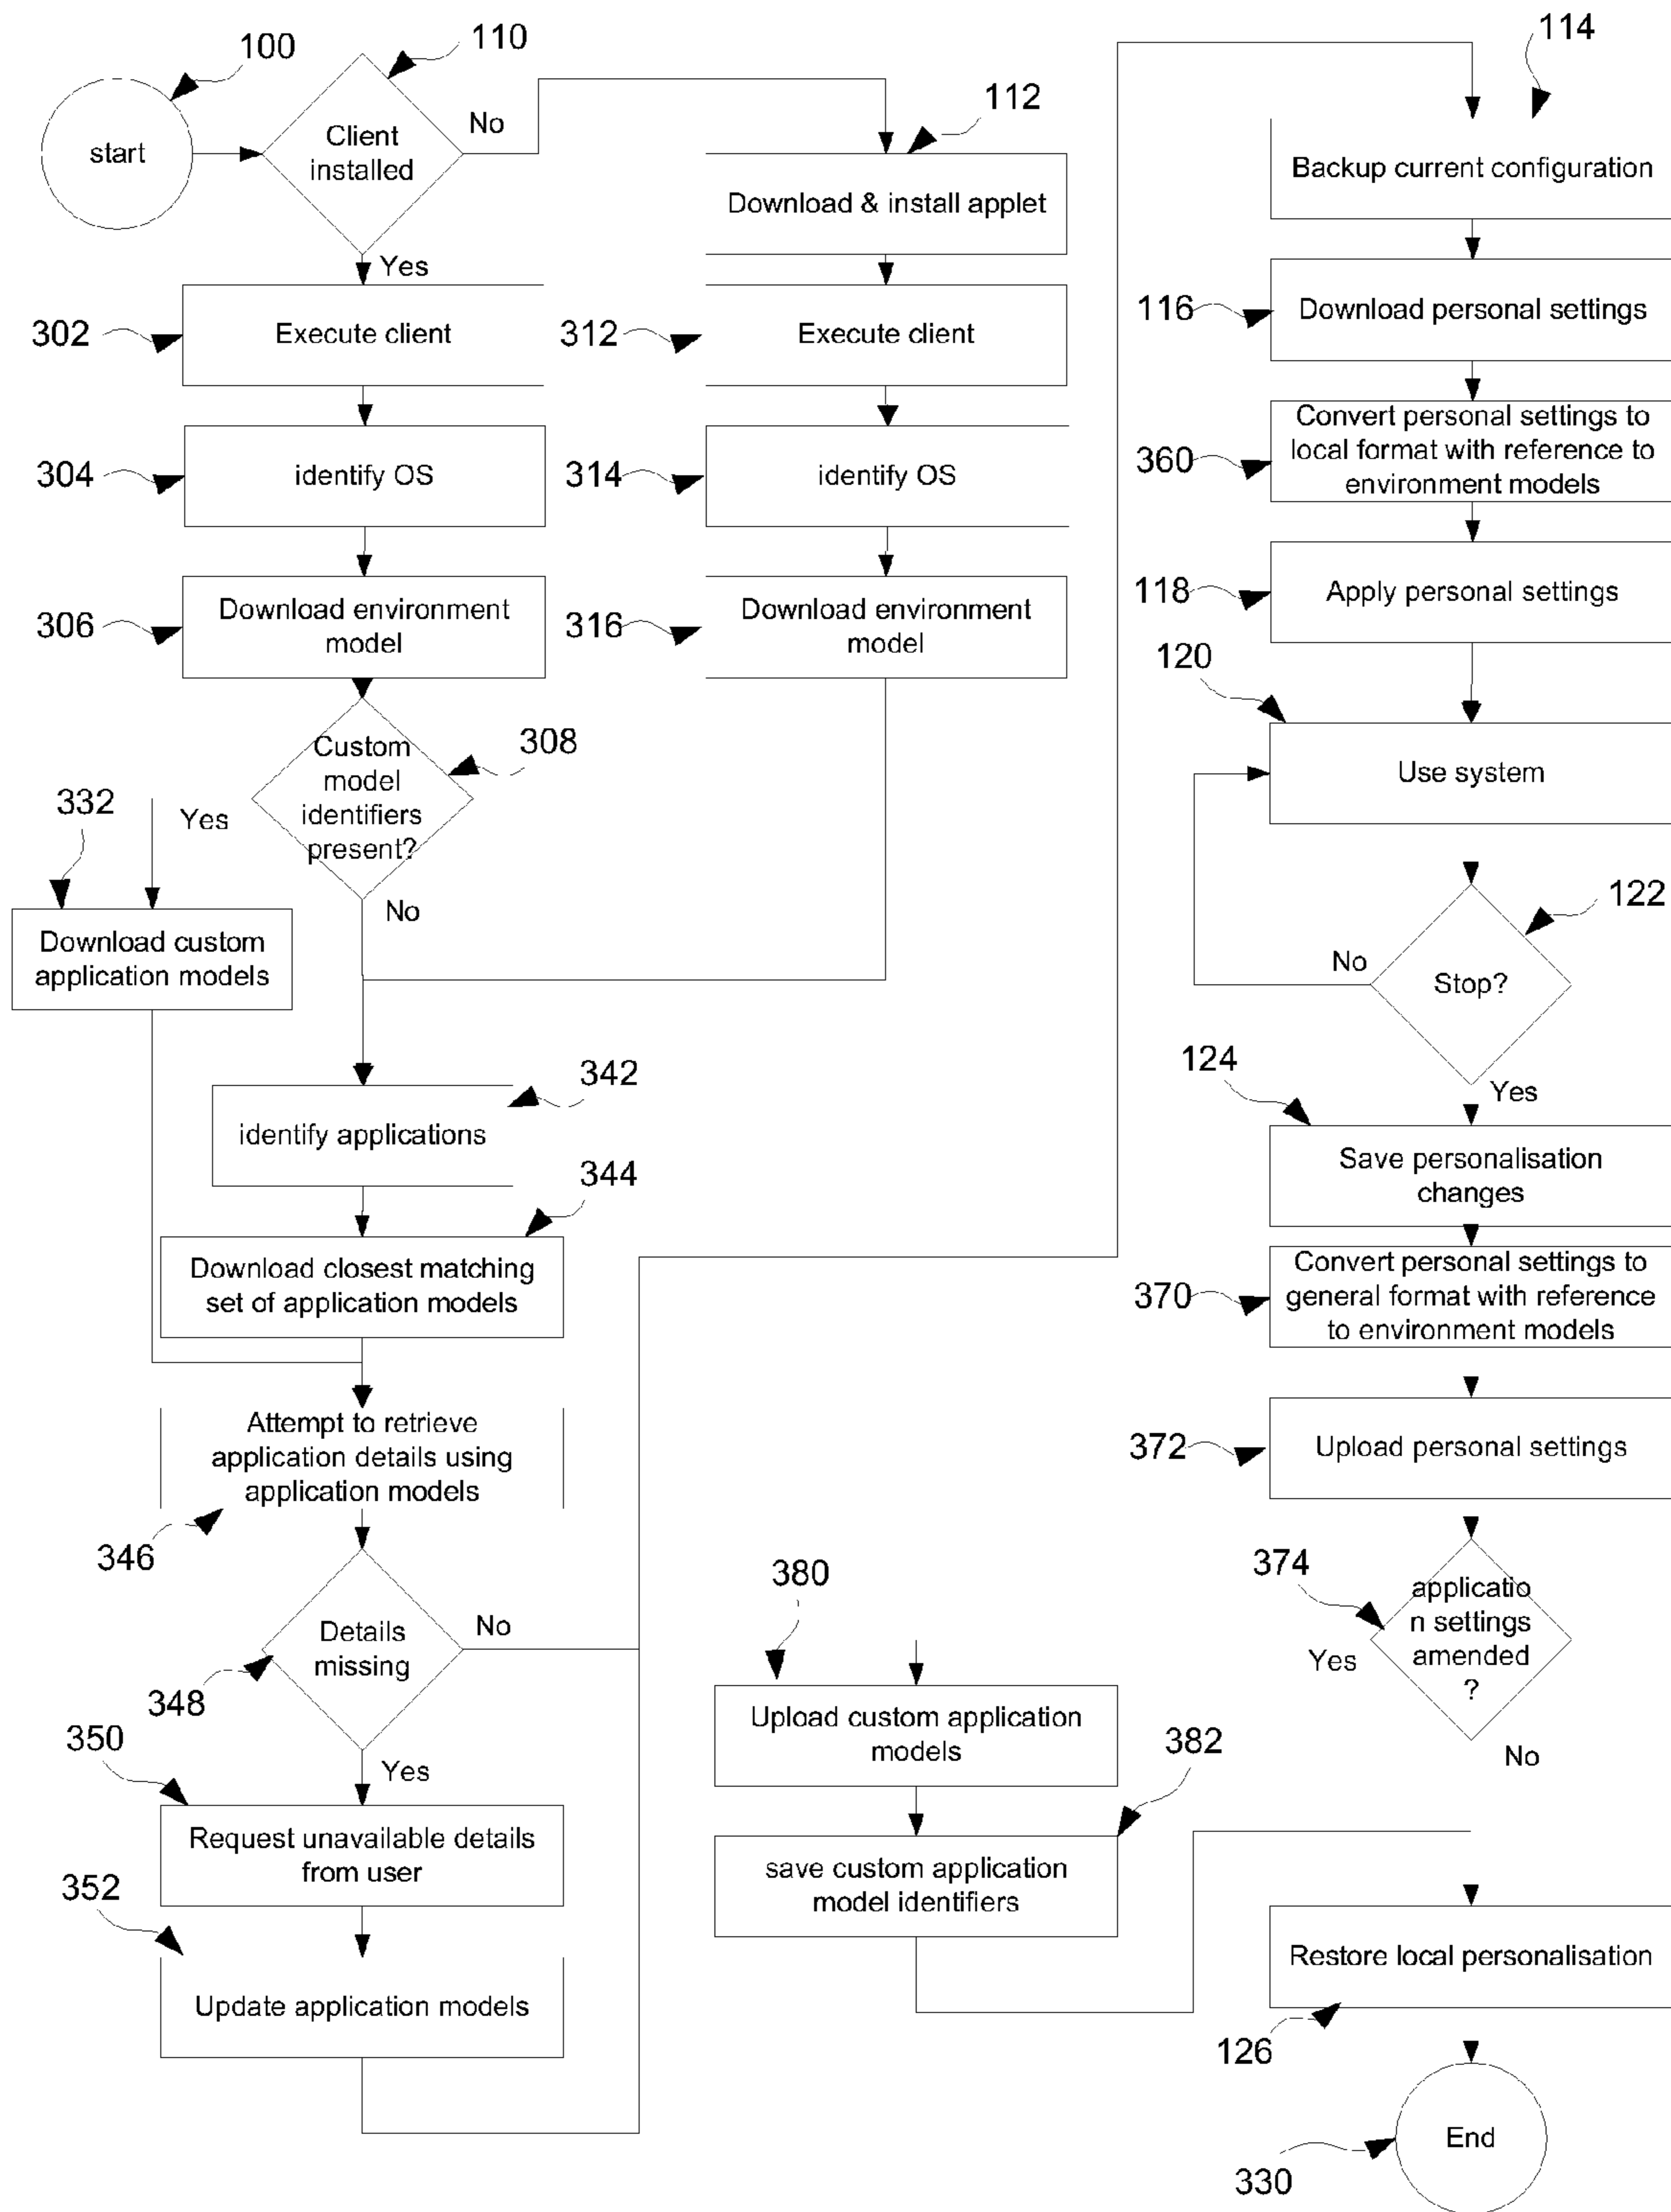 100
start
110
Client
installed
No
Yes
112
Download & install applet
302
Execute client
312
Execute client
304
identify OS
314
identify OS
306
Download environment
model
316
Download environment
model
308
Custom
model
identifiers
present?
Yes
No
332
Download custom
application models
342
identify applications
344
Download closest matching
set of application models
Attempt to retrieve
application details using
application models
346
Details
missing
No
348
Yes
350
Request unavailable details
from user
352
Update application models
114
Backup current configuration
116
Download personal settings
360
Convert personal settings to
local format with reference to
environment models
118
Apply personal settings
120
Use system
122
Stop?
No
Yes
124
Save personalisation
changes
370
Convert personal settings to
general format with reference
to environment models
372
Upload personal settings
374
applicatio
n settings
amended
?
Yes
No
380
Upload custom application
models
382
save custom application
model identifiers
Restore local personalisation
126
End
330